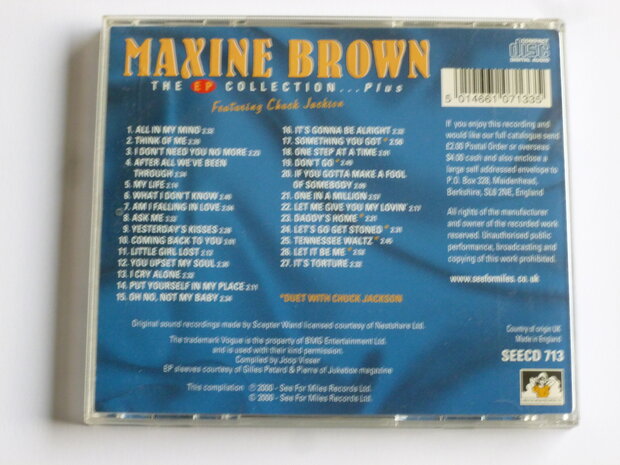 MAXINE BROWN
THE EP COLLECTION...Plus
Featuring Chuck Jackson
COMPACT
disc
DIGITAL AUDIO
5 014661 071335
1. ALL IN MY MIND
2. THINK OF ME
3. I DON'T NEED YOU NO MORE
4. AFTER ALL WE'VE BEEN
THROUGH
5. MY LIFE
6. WHAT I DON'T KNOW
7. AM I FALLING IN LOVE
8. ASK ME
9. YESTERDAY'S KISSES
10. COMING BACK TO YOU
11. LITTLE GIRL LOST
12. YOU UPSET MY SOUL
13. I CRY ALONE
14. PUT YOURSELF IN MY PLACE
15. OH NO, NOT MY BABY
16. IT'S GONNA BE ALRIGHT
17. SOMETHING YOU GOT *
18. ONE STEP AT A TIME
19. DON'T GO *
20. IF YOU GOTTA MAKE A FOOL
OF SOMEBODY
21. ONE IN A MILLION
22. LET ME GIVE YOU MY LOVIN'
23. DADDY'S HOME *
24. LET'S GO GET STONED
25. TENNESSEE WALTZ *
26. LET IT BE ME *
27. IT'S TORTURE
*DUET WITH CHUCK JACKSON
If you enjoy this recording and
would like our full catalogue send
£2.00 Postal Order or overseas
$4.00 cash and also enclose a
large self addressed envelope to
P.O. Box 328, Maidenhead,
Berkshire, SL6 2NE, England
All rights of the manufacturer
and owner of the recorded work
reserved. Unauthorised public
performance, broadcasting and
copying of this work prohibited.
www.seeformiles.co.uk
Original sound recordings made by Scepter Wand licensed courtesy of Nestshare Ltd.
The trademark Vogue is the property of BMG Entertainment Ltd.
and is used with their kind permission.
Compiled by Joop Visser
EP sleeves courtesy of Gilles Petard & Pierre of Jukebox magazine
This compilation ℗ 2000 - See For Miles Records Ltd.
© 2000 - See For Miles Records Ltd.
Country of origin UK
Made in England
SEECD 713